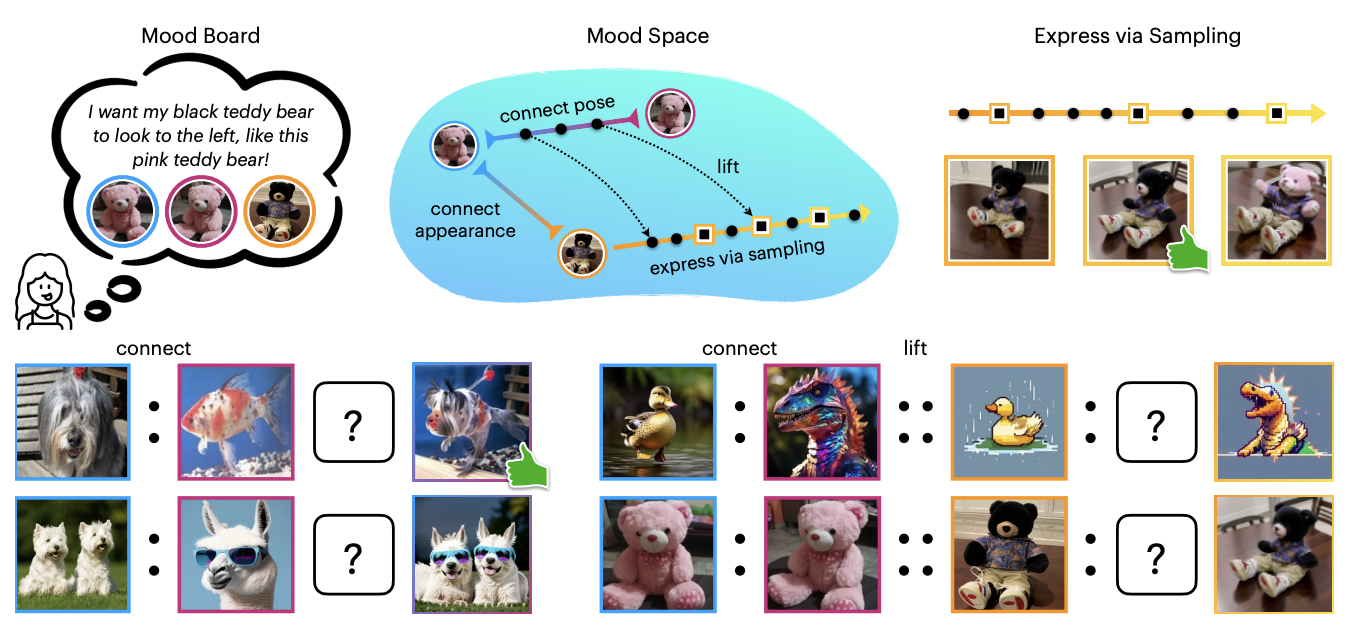 Mood Board
Mood Space
Express via Sampling
I want my black teddy bear
to look to the left, like this
pink teddy bear!
connect pose
lift
connect
appearance
express via sampling
connect
connect
lift
?
?
?
?